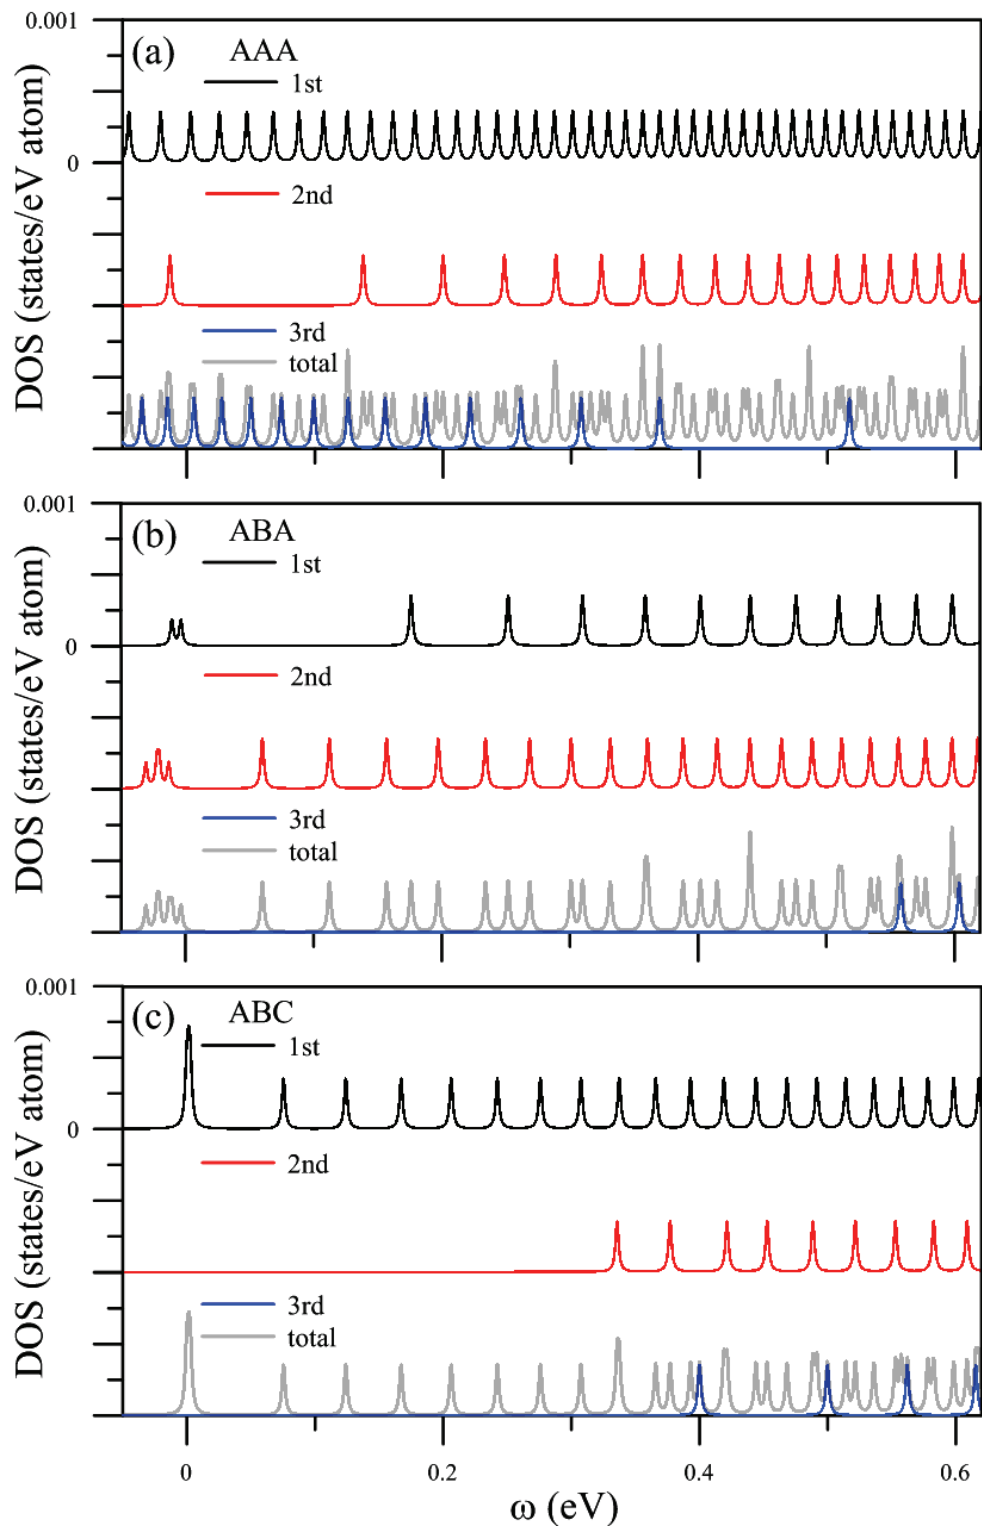 0.001
(a) AAA
1st
0
2nd
3rd
total
DOS (states/eV atom)
0.001
(b) ABA
1st
0
2nd
3rd
total
DOS (states/eV atom)
0.001
(c) ABC
1st
0
2nd
3rd
total
DOS (states/eV atom)
0 0.2 0.4 0.6
ω (eV)